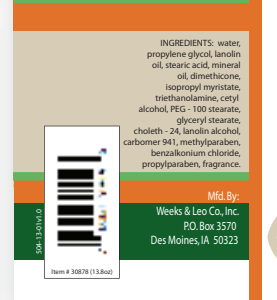 INGREDIENTS: water,
propylene glycol, lanolin
oil, stearic acid, mineral
oil, dimethicone,
isopropyl myristate,
triethanolamine, cetyl
alcohol, PEG - 100 stearate,
glyceryl stearate,
choleth - 24, lanolin alcohol,
carbomer 941, methylparaben,
benzalkonium chloride,
propylparaben, fragrance.
Mfd. By:
Weeks & Leo Co., Inc.
P.O. Box 3570
Des Moines, IA 50323
504-13-01v1.0
Item # 30878 (13.8oz)